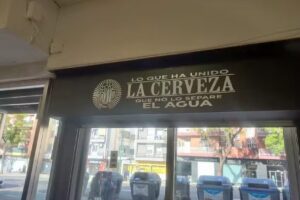 LO QUE HA UNIDO
LA CERVEZA
QUE NO LO SEPARE
EL AGUA